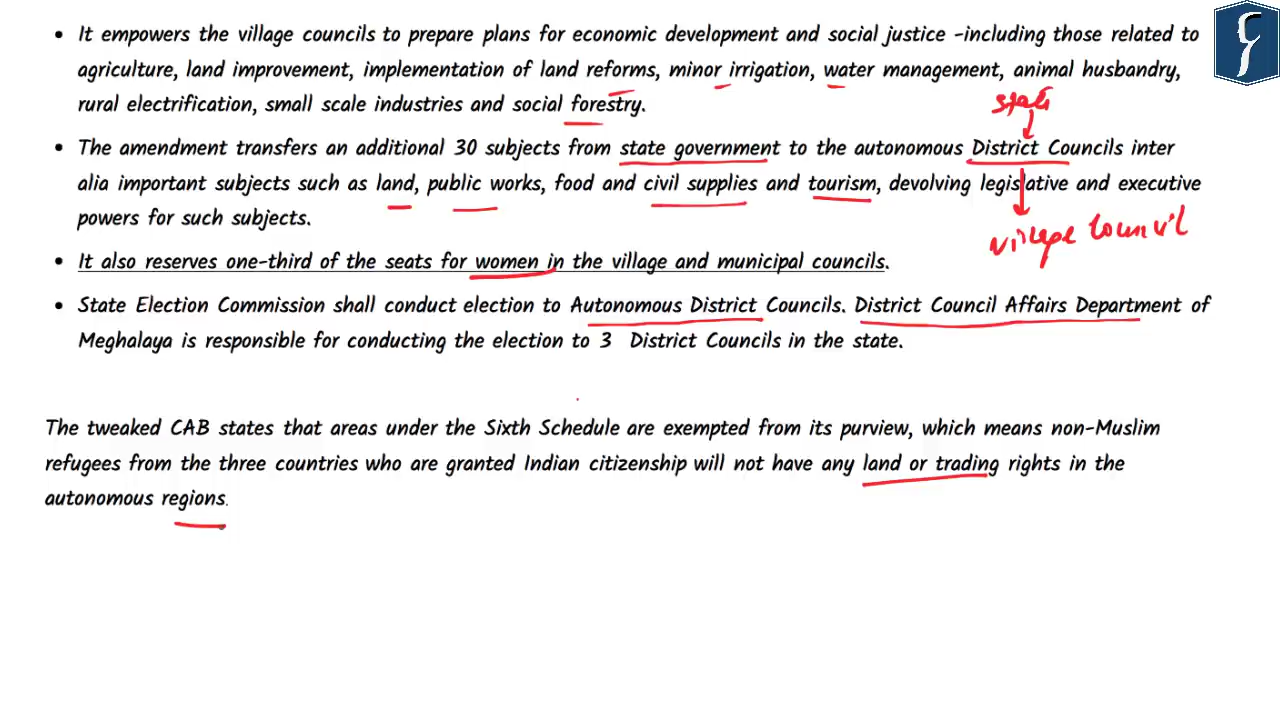 • It empowers the village councils to prepare plans for economic development and social justice -including those related to
agriculture, land improvement, implementation of land reforms, minor irrigation, water management, animal husbandry,
rural electrification, small scale industries and social forestry.
state
• The amendment transfers an additional 30 subjects from state government to the autonomous District Councils inter
alia important subjects such as land, public works, food and civil supplies and tourism, devolving legislative and executive
powers for such subjects.
village Council
• It also reserves one-third of the seats for women in the village and municipal councils.
• State Election Commission shall conduct election to Autonomous District Councils. District Council Affairs Department of
Meghalaya is responsible for conducting the election to 3 District Councils in the state.
The tweaked CAB states that areas under the Sixth Schedule are exempted from its purview, which means non-Muslim
refugees from the three countries who are granted Indian citizenship will not have any land or trading rights in the
autonomous regions.